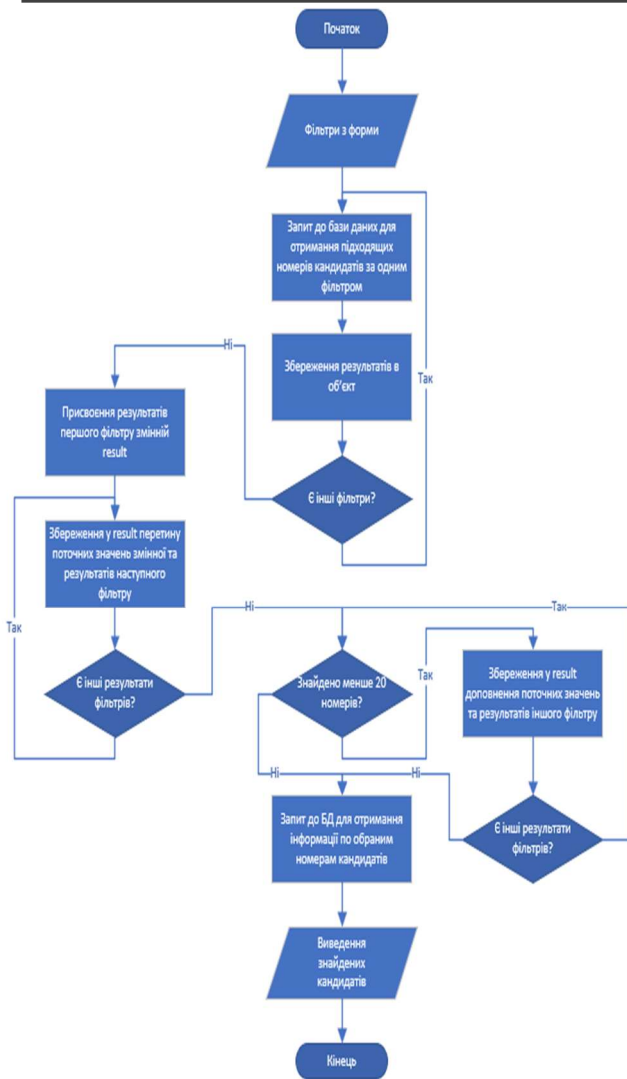 Початок
Фільтри з форми
Запит до бази даних для
отримання підходящих
номерів кандидатів за одним
фільтром
Збереження результатів в
об'єкт
Є інші фільтри?
Так
Ні
Присвоєння результатів
першого фільтру змінній
result
Збереження у result перетину
поточних значень змінної та
результатів наступного
фільтру
Є інші результати
фільтрів?
Так
Ні
Знайдено менше 20
номерів?
Так
Ні
Збереження у result
доповнення поточних значень
та результатів іншого фільтру
Є інші результати
фільтрів?
Так
Ні
Запит до БД для отримання
інформації по обраним
номерам кандидатів
Виведення
знайдених
кандидатів
Кінець